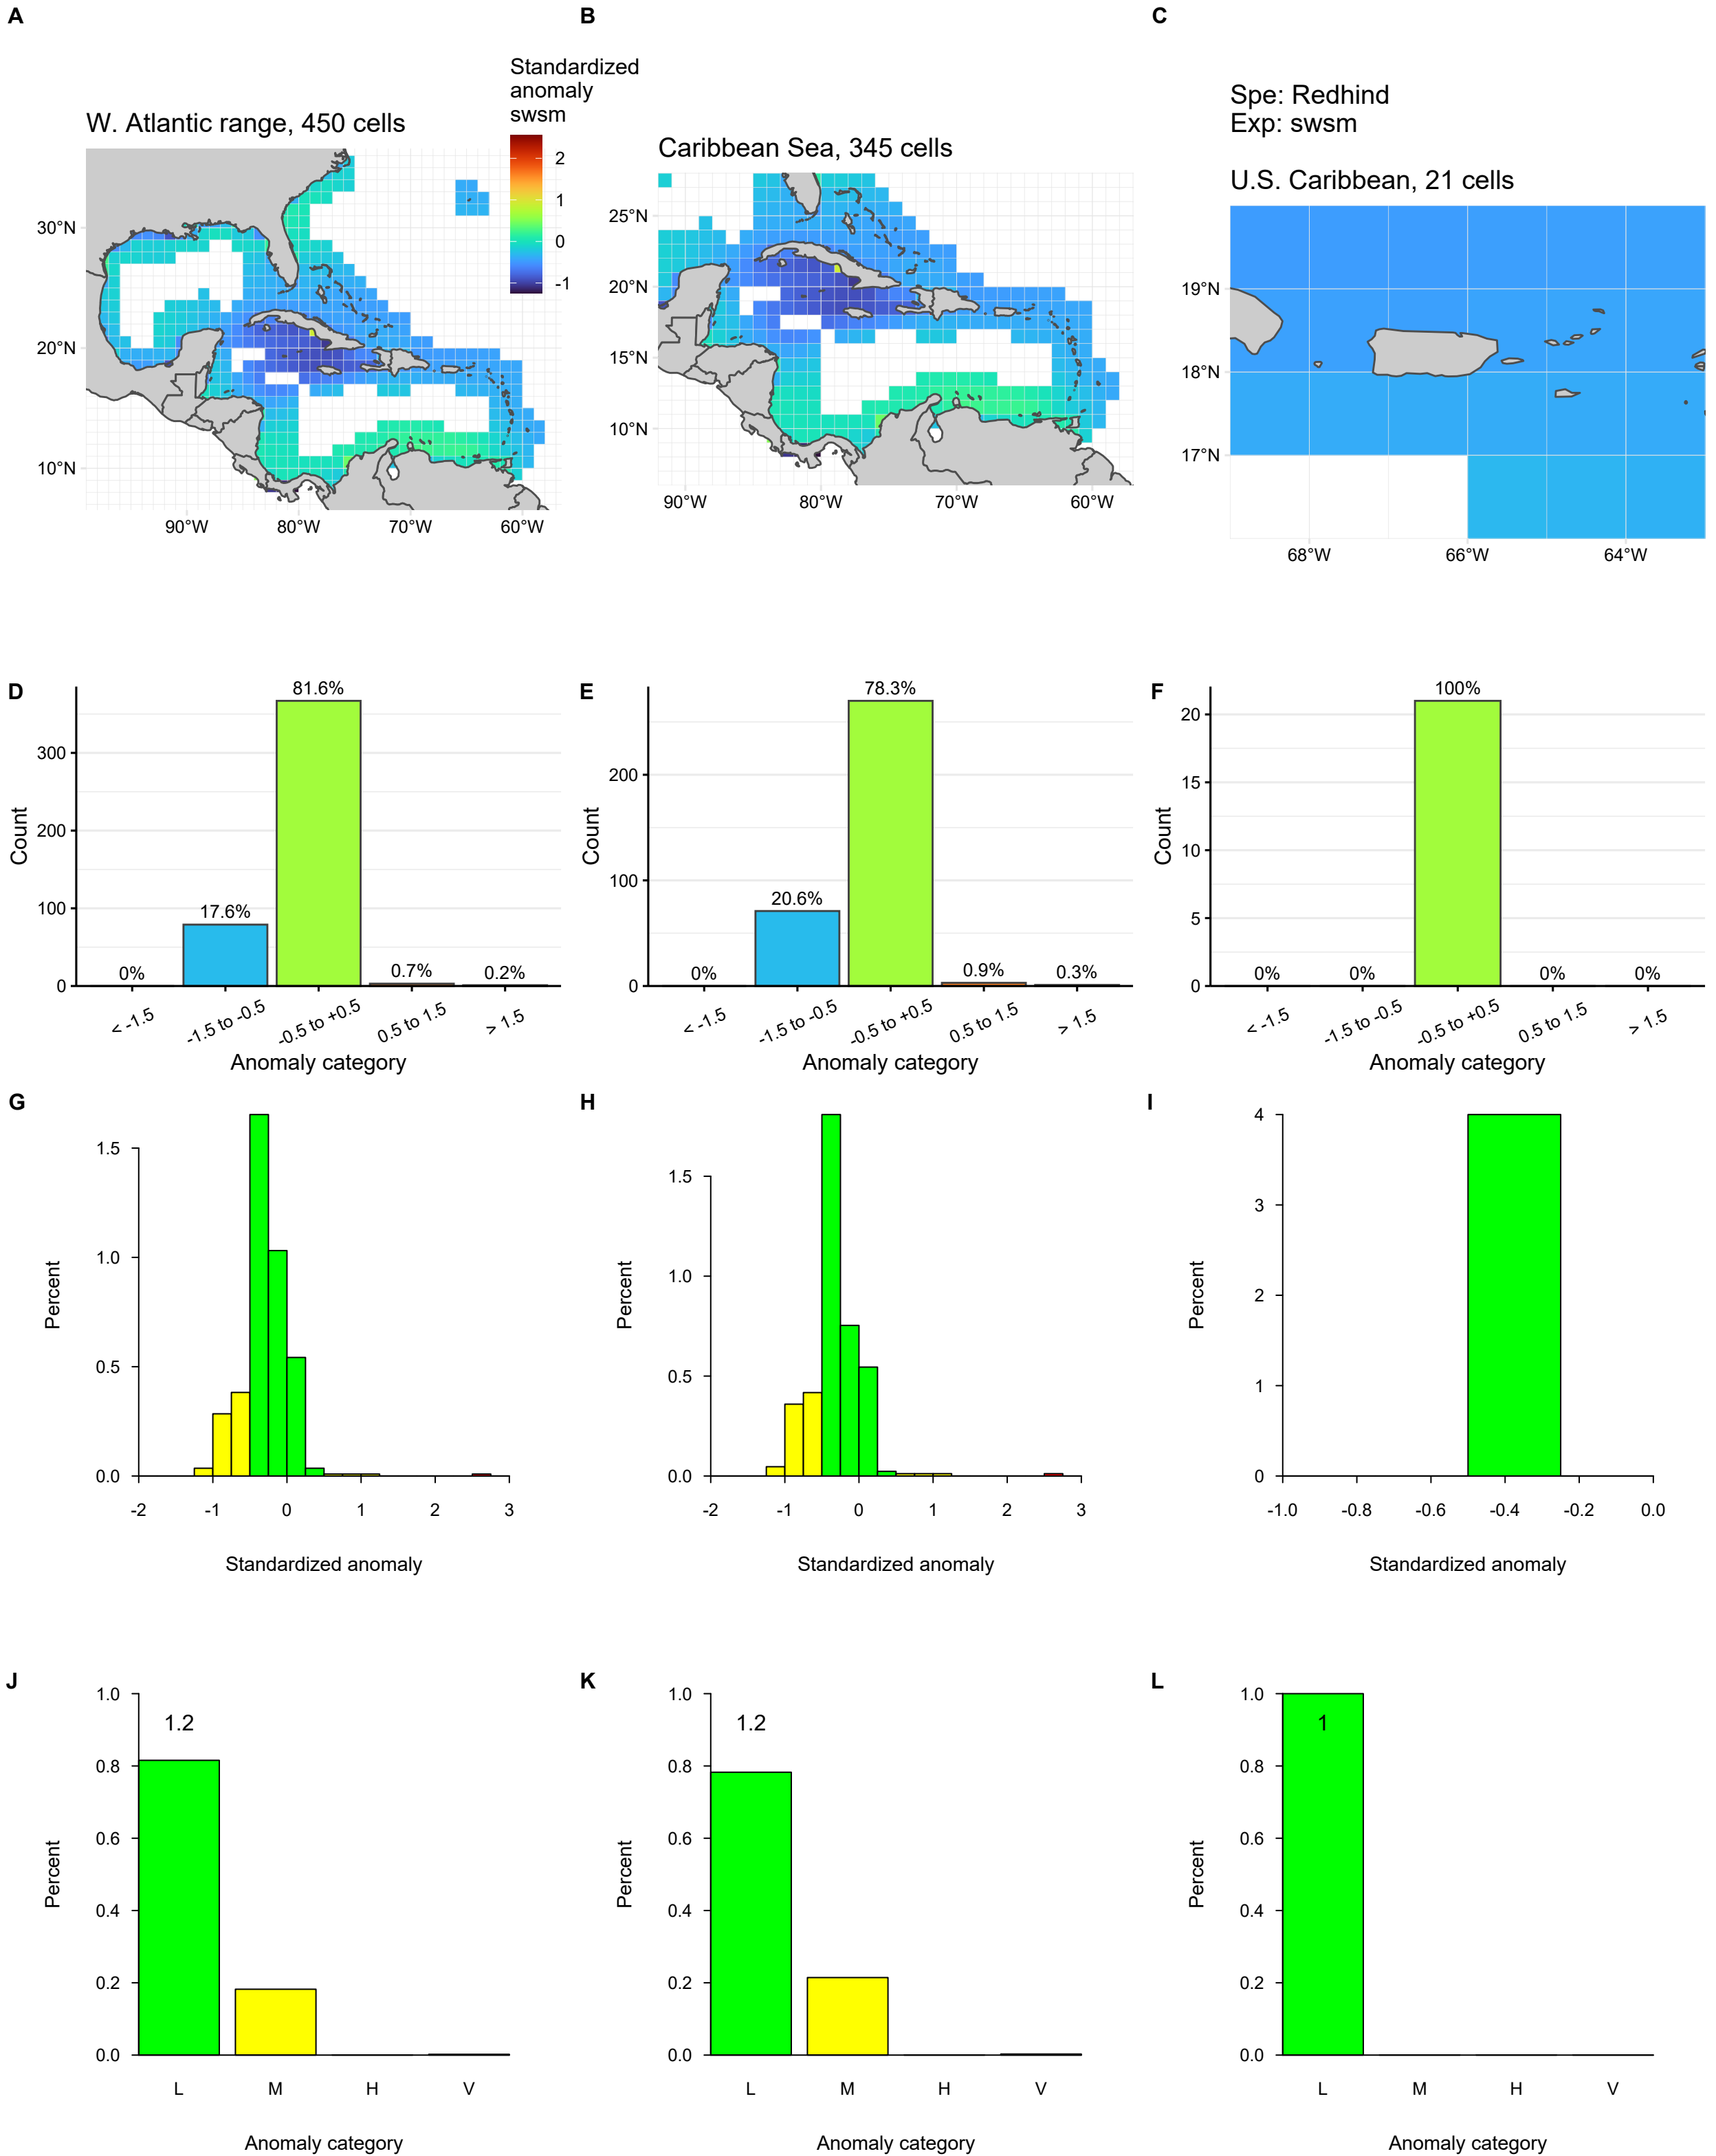 A
B
C
Standardized
anomaly
swsm
2
1
0
-1
W. Atlantic range, 450 cells
30°N
20°N
10°N
90°W
80°W
70°W
60°W
Caribbean Sea, 345 cells
25°N
20°N
15°N
10°N
90°W
80°W
70°W
60°W
Spe: Redhind
Exp: swsm
U.S. Caribbean, 21 cells
19°N
18°N
17°N
68°W
66°W
64°W
D
Count
300
200
100
0
0%
17.6%
81.6%
0.7%
0.2%
< -1.5
-1.5 to -0.5
-0.5 to +0.5
0.5 to 1.5
> 1.5
Anomaly category
E
Count
200
100
0
0%
20.6%
78.3%
0.9%
0.3%
< -1.5
-1.5 to -0.5
-0.5 to +0.5
0.5 to 1.5
> 1.5
Anomaly category
F
Count
20
15
10
5
0
0%
0%
100%
0%
0%
< -1.5
-1.5 to -0.5
-0.5 to +0.5
0.5 to 1.5
> 1.5
Anomaly category
G
Percent
1.5
1.0
0.5
0.0
-2
-1
0
1
2
3
Standardized anomaly
H
Percent
1.5
1.0
0.5
0.0
-2
-1
0
1
2
3
Standardized anomaly
I
Percent
4
3
2
1
0
-1.0
-0.8
-0.6
-0.4
-0.2
0.0
Standardized anomaly
J
Percent
1.0
0.8
0.6
0.4
0.2
0.0
1.2
L
M
H
V
Anomaly category
K
Percent
1.0
0.8
0.6
0.4
0.2
0.0
1.2
L
M
H
V
Anomaly category
L
Percent
1.0
0.8
0.6
0.4
0.2
0.0
1
L
M
H
V
Anomaly category